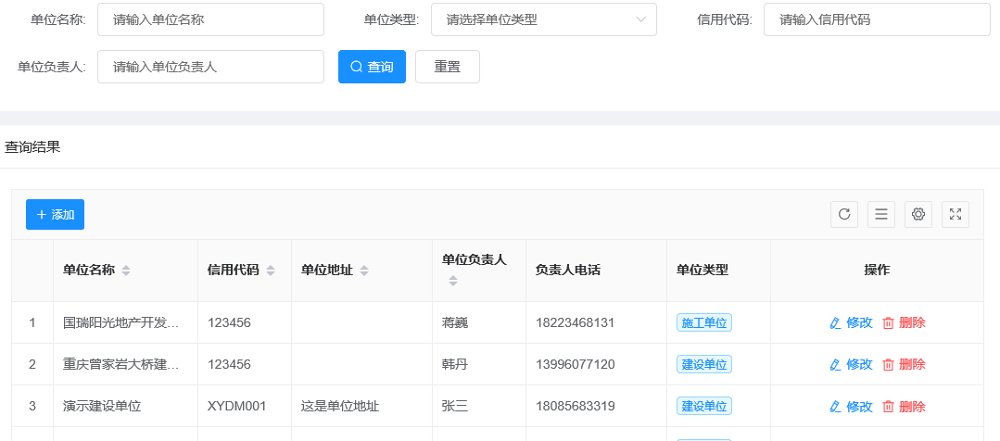 单位名称: 请输入单位名称 单位类型: 请选择单位类型 信用代码: 请输入信用代码
单位负责人: 请输入单位负责人 查询 重置
查询结果
添加
单位名称 信用代码 单位地址 单位负责人 负责人电话 单位类型 操作
1 国瑞阳光地产开发... 123456 蒋巍 18223468131 施工单位 修改 删除
2 重庆曾家岩大桥建... 123456 韩丹 13996077120 建设单位 修改 删除
3 演示建设单位 XYDM001 这是单位地址 张三 18085683319 建设单位 修改 删除